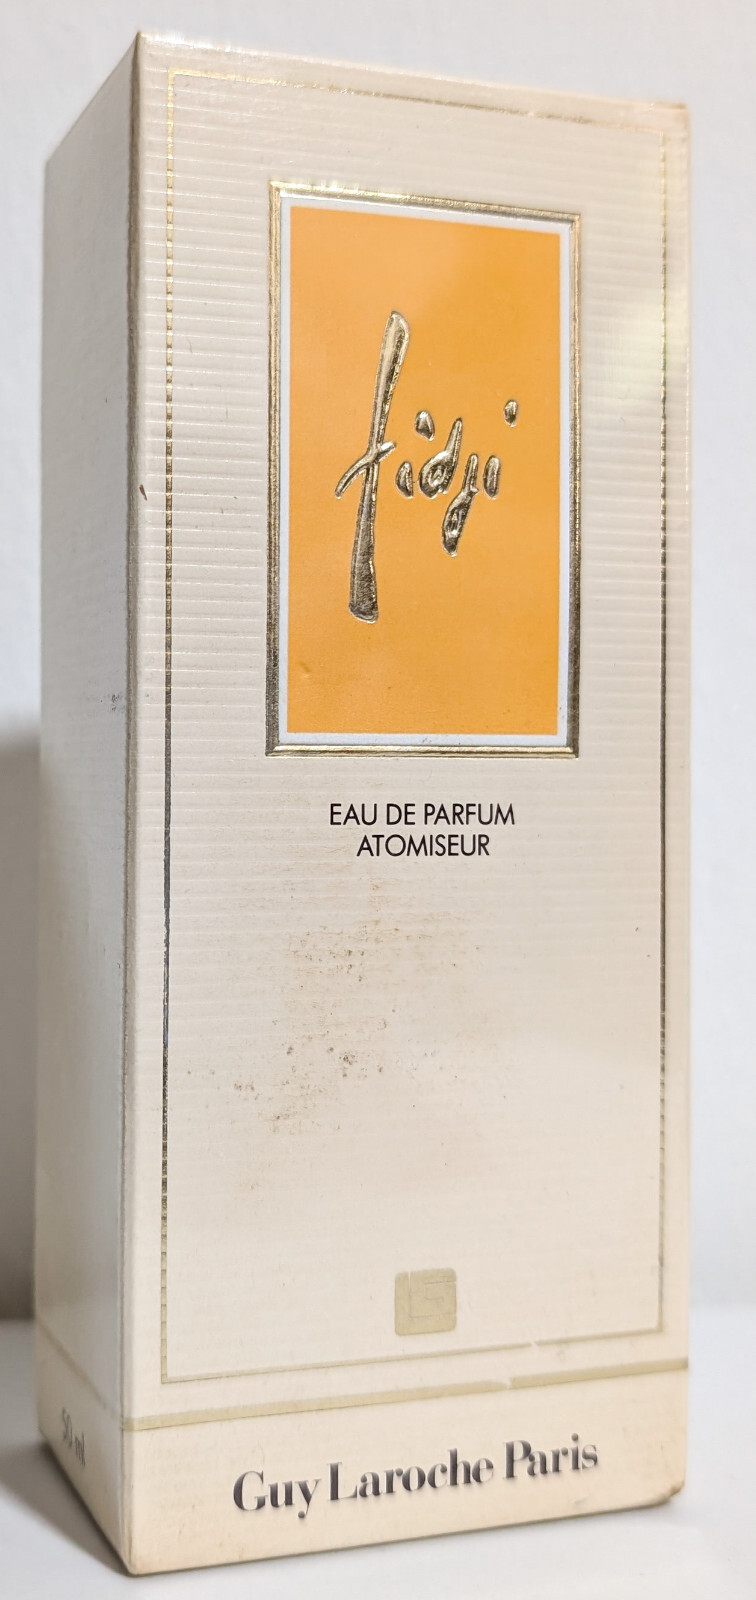 fidji
EAU DE PARFUM
ATOMISEUR
50 ml
Guy Laroche Paris